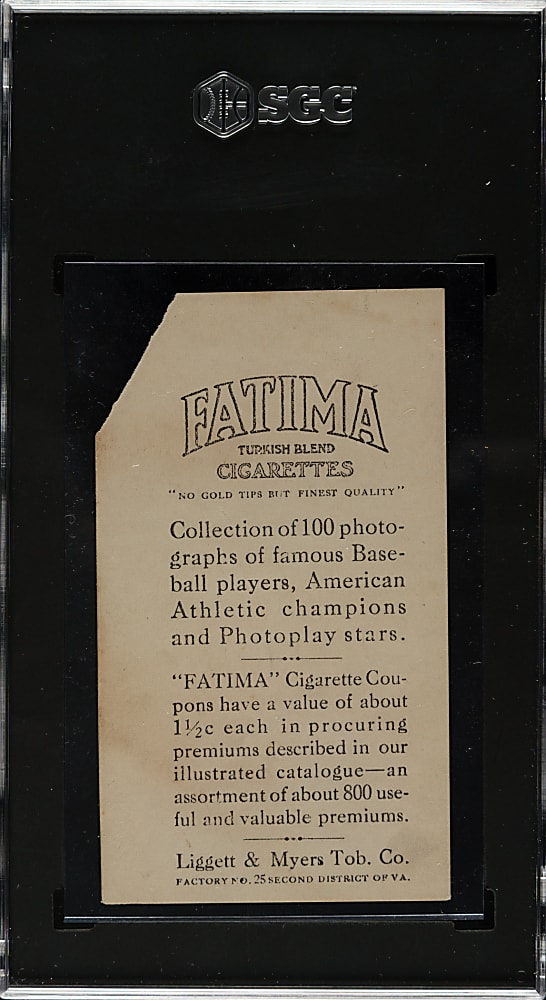 SGC
FATIMA
TURKISH BLEND
CIGARETTES
"NO GOLD TIPS BUT FINEST QUALITY"
Collection of 100 photo-
graphs of famous Base-
ball players, American
Athletic champions
and Photoplay stars.
"FATIMA" Cigarette Cou-
pons have a value of about
1½c each in procuring
premiums described in our
illustrated catalogue—an
assortment of about 800 use-
ful and valuable premiums.
Liggett & Myers Tob. Co.
FACTORY NO. 25 SECOND DISTRICT OF VA.